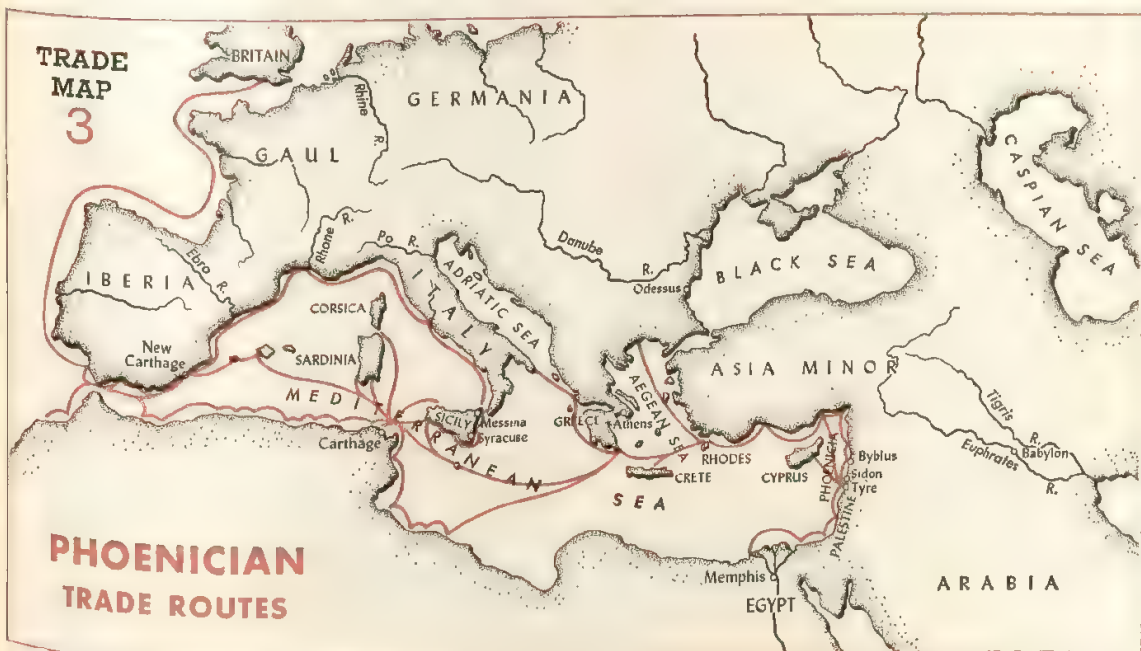 TRADE
MAP
3
BRITAIN
GERMANIA
Rhine
R.
GAUL
Rhone R.
Po R.
IBERIA
Ebro
R.
ITALY
ADRIATIC SEA
Danube
R.
Odessus
BLACK SEA
CASPIAN SEA
CORSICA
SARDINIA
New
Carthage
MEDITERRANEAN
SEA
SICILY
Messina
Syracuse
Carthage
GREECE
Athens
AEGEAN SEA
ASIA MINOR
RHODES
CRETE
CYPRUS
PHOENICIA
Byblus
Sidon
Tyre
PALESTINE
Tigris
R.
Babylon
Euphrates
R.
Memphis
EGYPT
ARABIA
PHOENICIAN
TRADE ROUTES